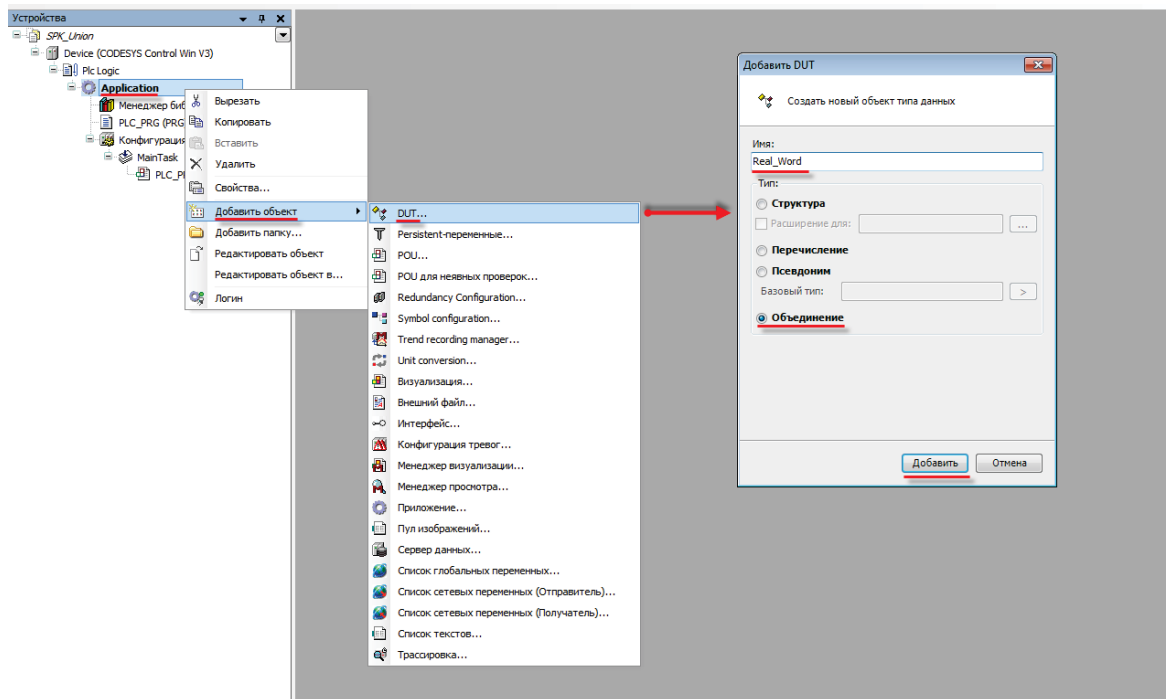 Устройства
SPK_Union
Device (CODESYS Control Win V3)
Plc Logic
Application
Менеджер биб
PLC_PRG (PRG
Конфигурация
MainTask
PLC_P
Вырезать
Копировать
Вставить
Удалить
Свойства...
Добавить объект
Добавить папку...
Редактировать объект
Редактировать объект в...
Логин
DUT...
Persistent-переменные...
POU...
POU для неявных проверок...
Redundancy Configuration...
Symbol configuration...
Trend recording manager...
Unit conversion...
Визуализация...
Внешний файл...
Интерфейс...
Конфигурация тревог...
Менеджер визуализации...
Менеджер просмотра...
Приложение...
Пул изображений...
Сервер данных...
Список глобальных переменных...
Список сетевых переменных (Отправитель)...
Список сетевых переменных (Получатель)...
Список текстов...
Трассировка...
Добавить DUT
Создать новый объект типа данных
Имя:
Real_Word
Тип:
Структура
Расширение для:
...
Перечисление
Псевдоним
Базовый тип:
>
Объединение
Добавить
Отмена